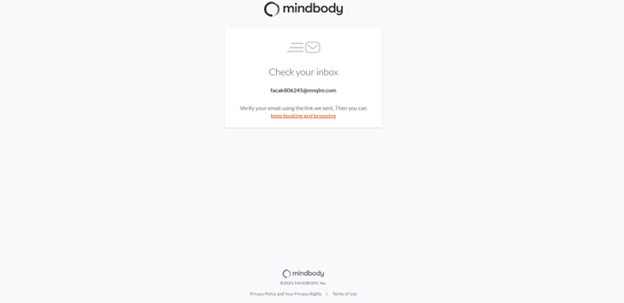 mindbody
Check your inbox
facak806245@mnqlm.com
Verify your email using the link we sent. Then you can
keep booking and browsing
mindbody
©2021 MINDBODY, Inc.
Privacy Policy and Your Privacy Rights | Terms of Use